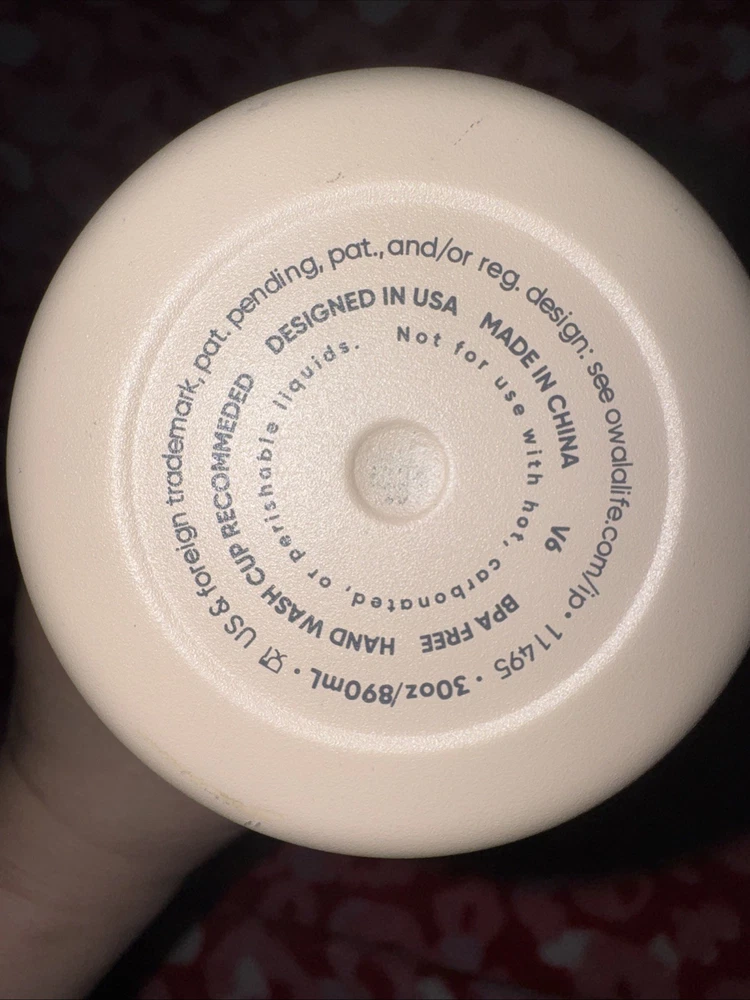 US & foreign trademark, pat. pending, pat., and/or reg. design: see owalalife.com/ip • 11495 • 30oz/890mL •
DESIGNED IN USA MADE IN CHINA V6 BPA FREE HAND WASH CUP RECOMMEDED
Not for use with hot, carbonated, or perishable liquids.